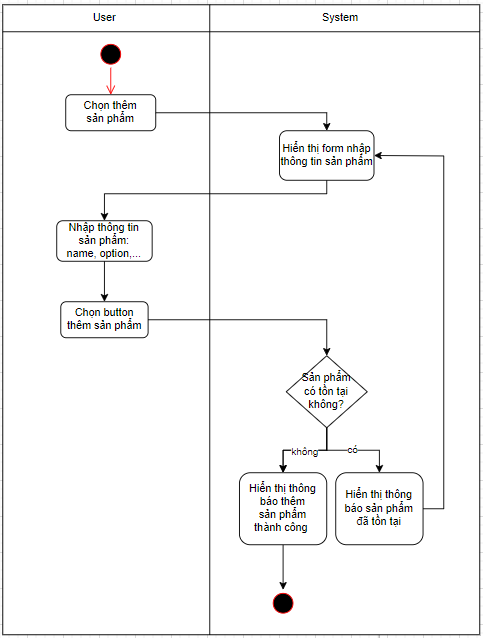 User
System
Chọn thêm
sản phẩm
Hiển thị form nhập
thông tin sản phẩm
Nhập thông tin
sản phẩm:
name, option,...
Chọn button
thêm sản phẩm
Sản phẩm
có tồn tại
không?
không
có
Hiển thị thông
báo thêm
sản phẩm
thành công
Hiển thị thông
báo sản phẩm
đã tồn tại